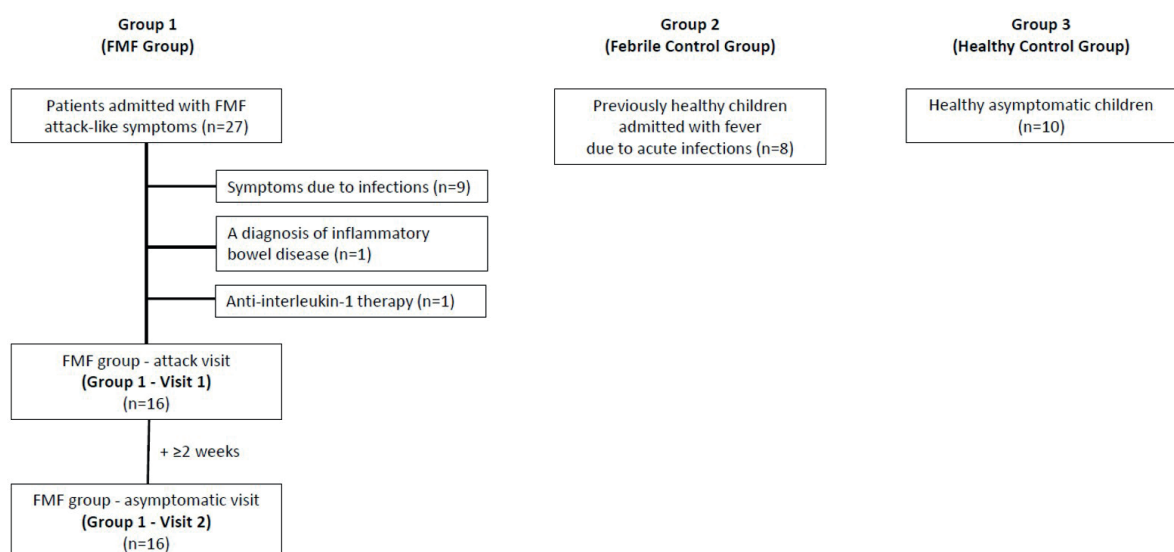 Group 1
(FMF Group)
Group 2
(Febrile Control Group)
Group 3
(Healthy Control Group)
Patients admitted with FMF
attack-like symptoms (n=27)
Previously healthy children
admitted with fever
due to acute infections (n=8)
Healthy asymptomatic children
(n=10)
Symptoms due to infections (n=9)
A diagnosis of inflammatory
bowel disease (n=1)
Anti-interleukin-1 therapy (n=1)
FMF group - attack visit
(Group 1 - Visit 1)
(n=16)
+ ≥2 weeks
FMF group - asymptomatic visit
(Group 1 - Visit 2)
(n=16)